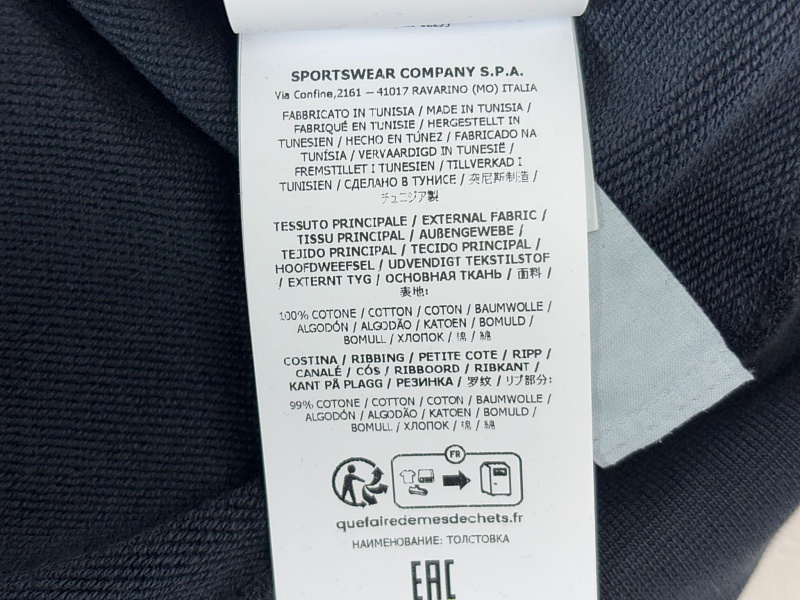 SPORTSWEAR COMPANY S.P.A.
Via Confine,2161 – 41017 RAVARINO (MO) ITALIA
FABBRICATO IN TUNISIA / MADE IN TUNISIA /
FABRIQUÉ EN TUNISIE / HERGESTELLT IN
TUNESIEN / HECHO EN TÚNEZ / FABRICADO NA
TUNÍSIA / VERVAARDIGD IN TUNESIË /
FREMSTILLET I TUNESIEN / TILLVERKAD I
TUNISIEN / СДЕЛАНО В ТУНИСЕ / 突尼斯制造 /
チュニジア製
TESSUTO PRINCIPALE / EXTERNAL FABRIC /
TISSU PRINCIPAL / AUßENGEWEBE /
TEJIDO PRINCIPAL / TECIDO PRINCIPAL /
HOOFDWEEFSEL / UDVENDIGT TEKSTILSTOF
/ EXTERNT TYG / ОСНОВНАЯ ТКАНЬ / 面料 /
表地:
100% COTONE / COTTON / COTON / BAUMWOLLE /
ALGODÓN / ALGODÃO / KATOEN / BOMULD /
BOMULL / ХЛОПОК / 棉 / 綿
COSTINA / RIBBING / PETITE COTE / RIPP /
CANALÉ / CÓS / RIBBOORD / RIBKANT /
KANT PÅ PLAGG / РЕЗИНКА / 罗纹 / リブ部分:
99% COTONE / COTTON / COTON / BAUMWOLLE /
ALGODÓN / ALGODÃO / KATOEN / BOMULD /
BOMULL / ХЛОПОК / 棉 / 綿
FR
quefairedemesdechets.fr
НАИМЕНОВАНИЕ: ТОЛСТОВКА
EAC